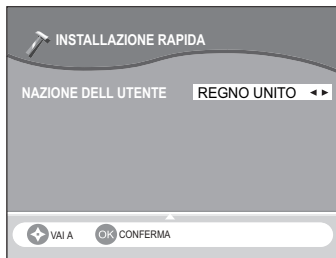 INSTALLAZIONE RAPIDA
NAZIONE DELL UTENTE REGNO UNITO
VAI A OK CONFERMA